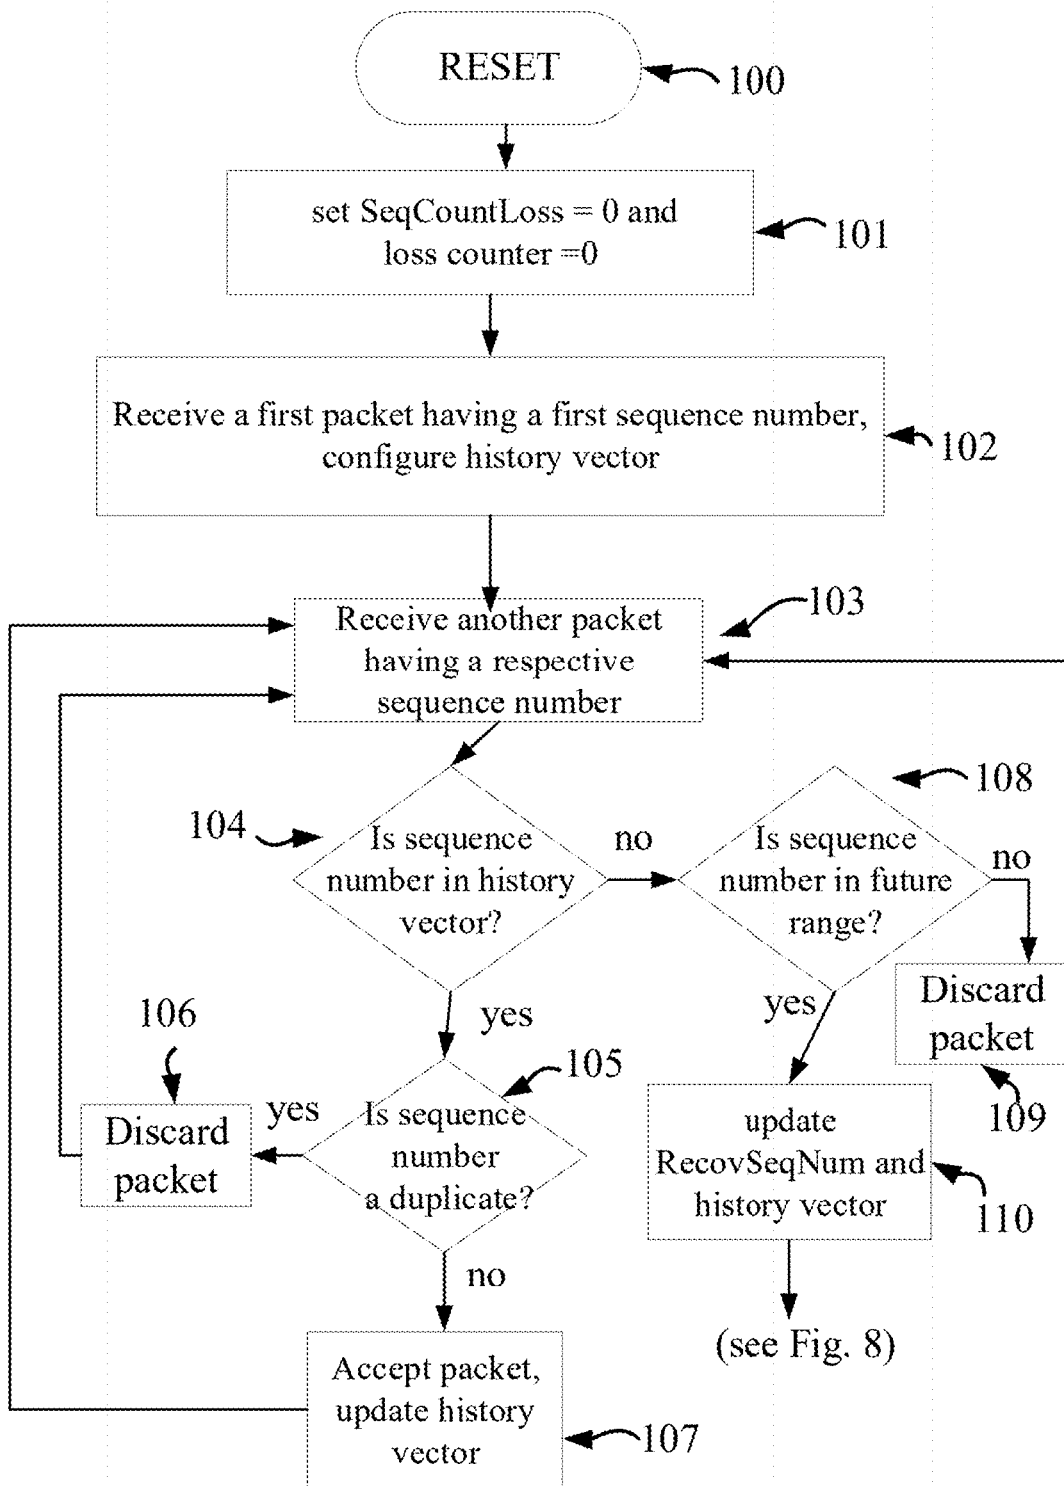 RESET
100
set SeqCountLoss = 0 and
loss counter =0
101
Receive a first packet having a first sequence number,
configure history vector
102
Receive another packet
having a respective
sequence number
103
104
Is sequence
number in history
vector?
no
108
Is sequence
number in future
range?
no
yes
yes
Discard
packet
109
106
105
Is sequence
number
a duplicate?
yes
Discard
packet
update
RecovSeqNum and
history vector
110
no
(see Fig. 8)
Accept packet,
update history
vector
107